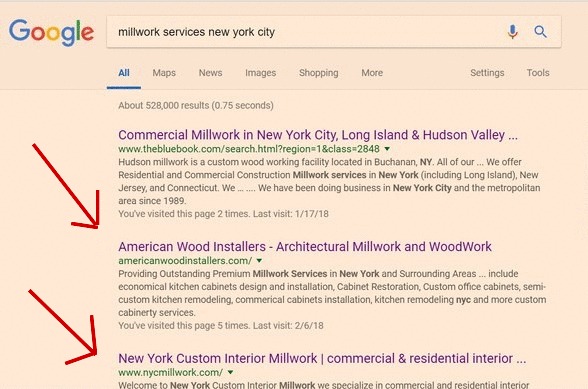 Google
millwork services new york city
All Maps News Images Shopping More Settings Tools
About 528,000 results (0.75 seconds)
Commercial Millwork in New York City, Long Island & Hudson Valley ...
www.thebluebook.com/search.html?region=1&class=2848
Hudson millwork is a custom wood working facility located in Buchanan, NY. All of our ... We offer
Residential and Commercial Construction Millwork services in New York (including Long Island), New
Jersey, and Connecticut. We ... .... We have been doing business in New York City and the metropolitan
area since 1989.
You've visited this page 2 times. Last visit: 1/17/18
American Wood Installers - Architectural Millwork and WoodWork
americanwoodinstallers.com/
Providing Outstanding Premium Millwork Services in New York and Surrounding Areas ... include
economical kitchen cabinets design and installation, Cabinet Restoration, Custom office cabinets, semi-
custom kitchen remodeling, commerical cabinets installation, kitchen remodeling nyc and more custom
cabinerty services.
You've visited this page 5 times. Last visit: 2/6/18
New York Custom Interior Millwork | commercial & residential interior ...
www.nycmillwork.com/
Welcome to New York Custom Interior Millwork we specialize in commercial and residential interior